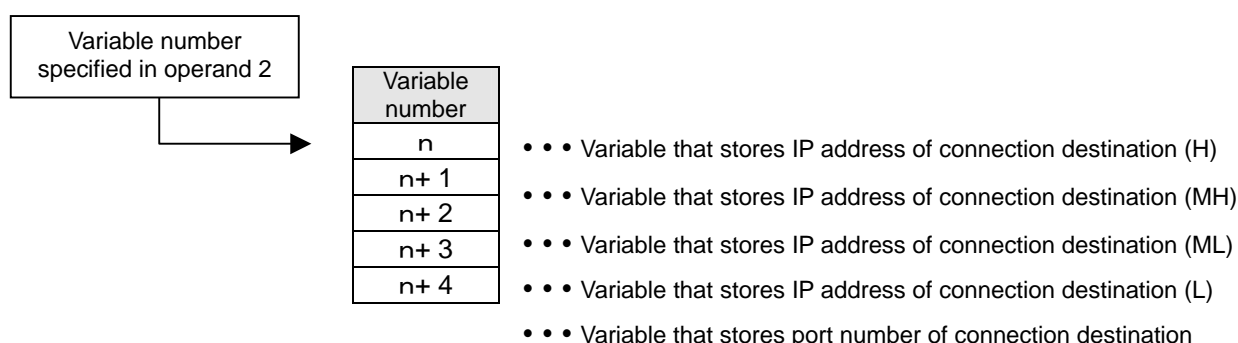 Variable number
specified in operand 2
Variable
number
n
• • • Variable that stores IP address of connection destination (H)
n+ 1
• • • Variable that stores IP address of connection destination (MH)
n+ 2
n+ 3
• • • Variable that stores IP address of connection destination (ML)
n+ 4
• • • Variable that stores IP address of connection destination (L)
• • • Variable that stores port number of connection destination